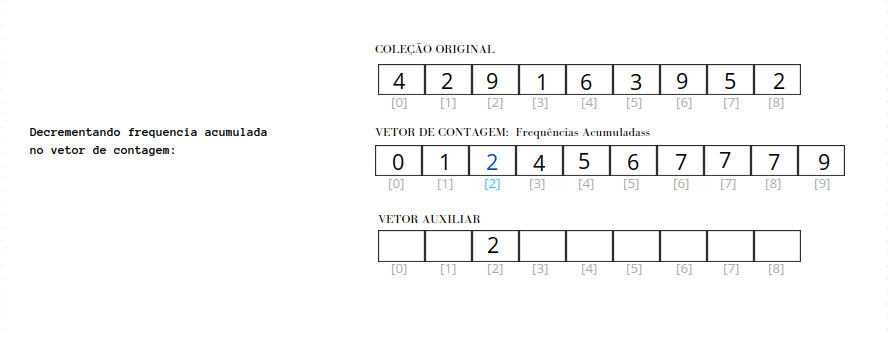 COLEÇÃO ORIGINAL
4 2 9 1 6 3 9 5 2
[0] [1] [2] [3] [4] [5] [6] [7] [8]
Decrementando frequencia acumulada
no vetor de contagem:
VETOR DE CONTAGEM: Frequências Acumuladass
0 1 2 4 5 6 7 7 7 9
[0] [1] [2] [3] [4] [5] [6] [7] [8] [9]
VETOR AUXILIAR
2
[0] [1] [2] [3] [4] [5] [6] [7] [8]